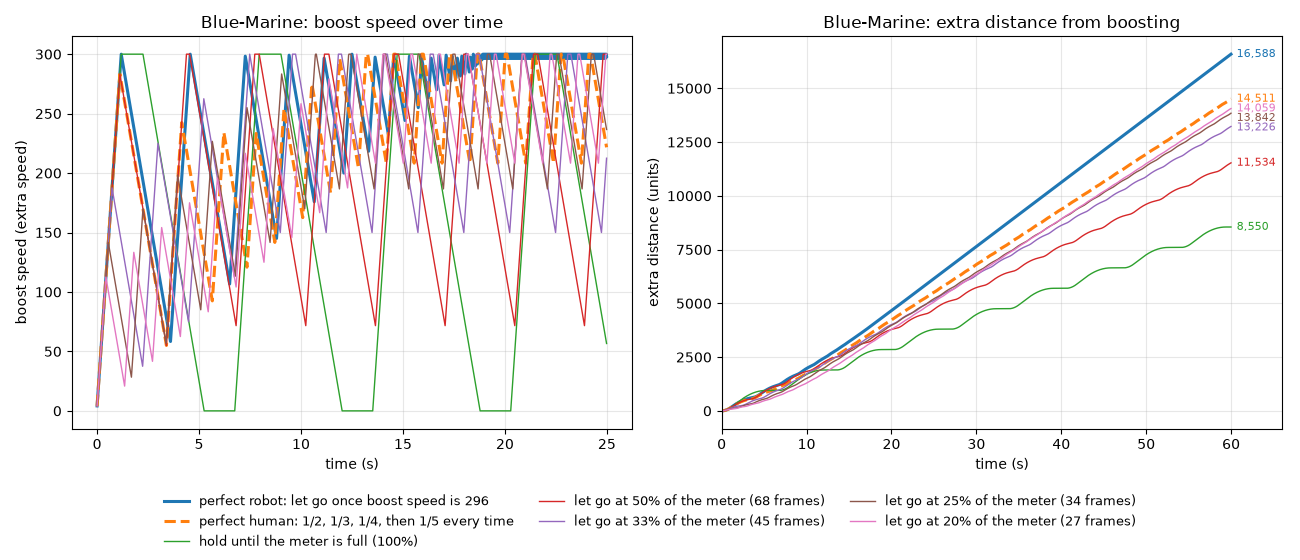 Blue-Marine: boost speed over time
boost speed (extra speed)
300
250
200
150
100
50
0
0 5 10 15 20 25
time (s)
Blue-Marine: extra distance from boosting
extra distance (units)
15000
12500
10000
7500
5000
2500
0
16,588
14,511
14,059
13,842
13,226
11,534
8,550
0 10 20 30 40 50 60
time (s)
perfect robot: let go once boost speed is 296
perfect human: 1/2, 1/3, 1/4, then 1/5 every time
hold until the meter is full (100%)
let go at 50% of the meter (68 frames)
let go at 33% of the meter (45 frames)
let go at 25% of the meter (34 frames)
let go at 20% of the meter (27 frames)